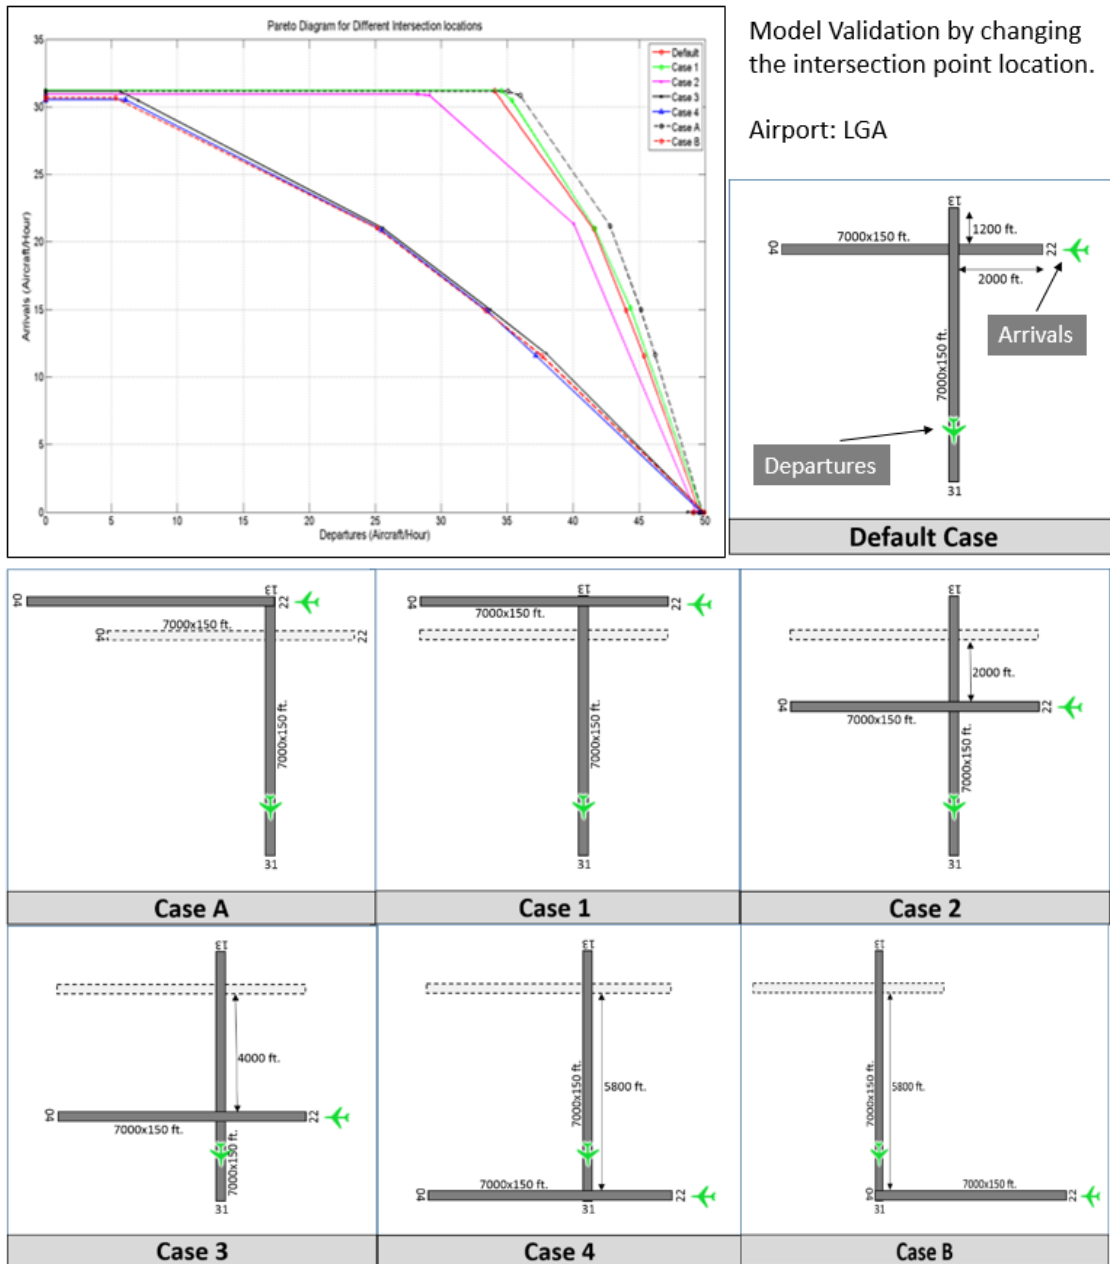 Pareto Diagram for Different Intersection locations
35
30
25
20
15
10
5
0
0 5 10 15 20 25 30 35 40 45 50
Arrivals (Aircraft/Hour)
Departures (Aircraft/Hour)
Default
Case 1
Case 2
Case 3
Case 4
Case A
Case B
Model Validation by changing
the intersection point location.
Airport: LGA
13
1200 ft.
7000x150 ft.
04
22
2000 ft.
Arrivals
7000x150 ft.
Departures
31
Default Case
13
04
22
7000x150 ft.
04
22
7000x150 ft.
31
Case A
13
04
22
7000x150 ft.
7000x150 ft.
31
Case 1
13
2000 ft.
04
22
7000x150 ft.
7000x150 ft.
31
Case 2
13
4000 ft.
04
22
7000x150 ft.
7000x150 ft.
31
Case 3
13
7000x150 ft.
5800 ft.
7000x150 ft.
04
22
31
Case 4
13
7000x150 ft.
5800 ft.
7000x150 ft.
04
22
31
Case B